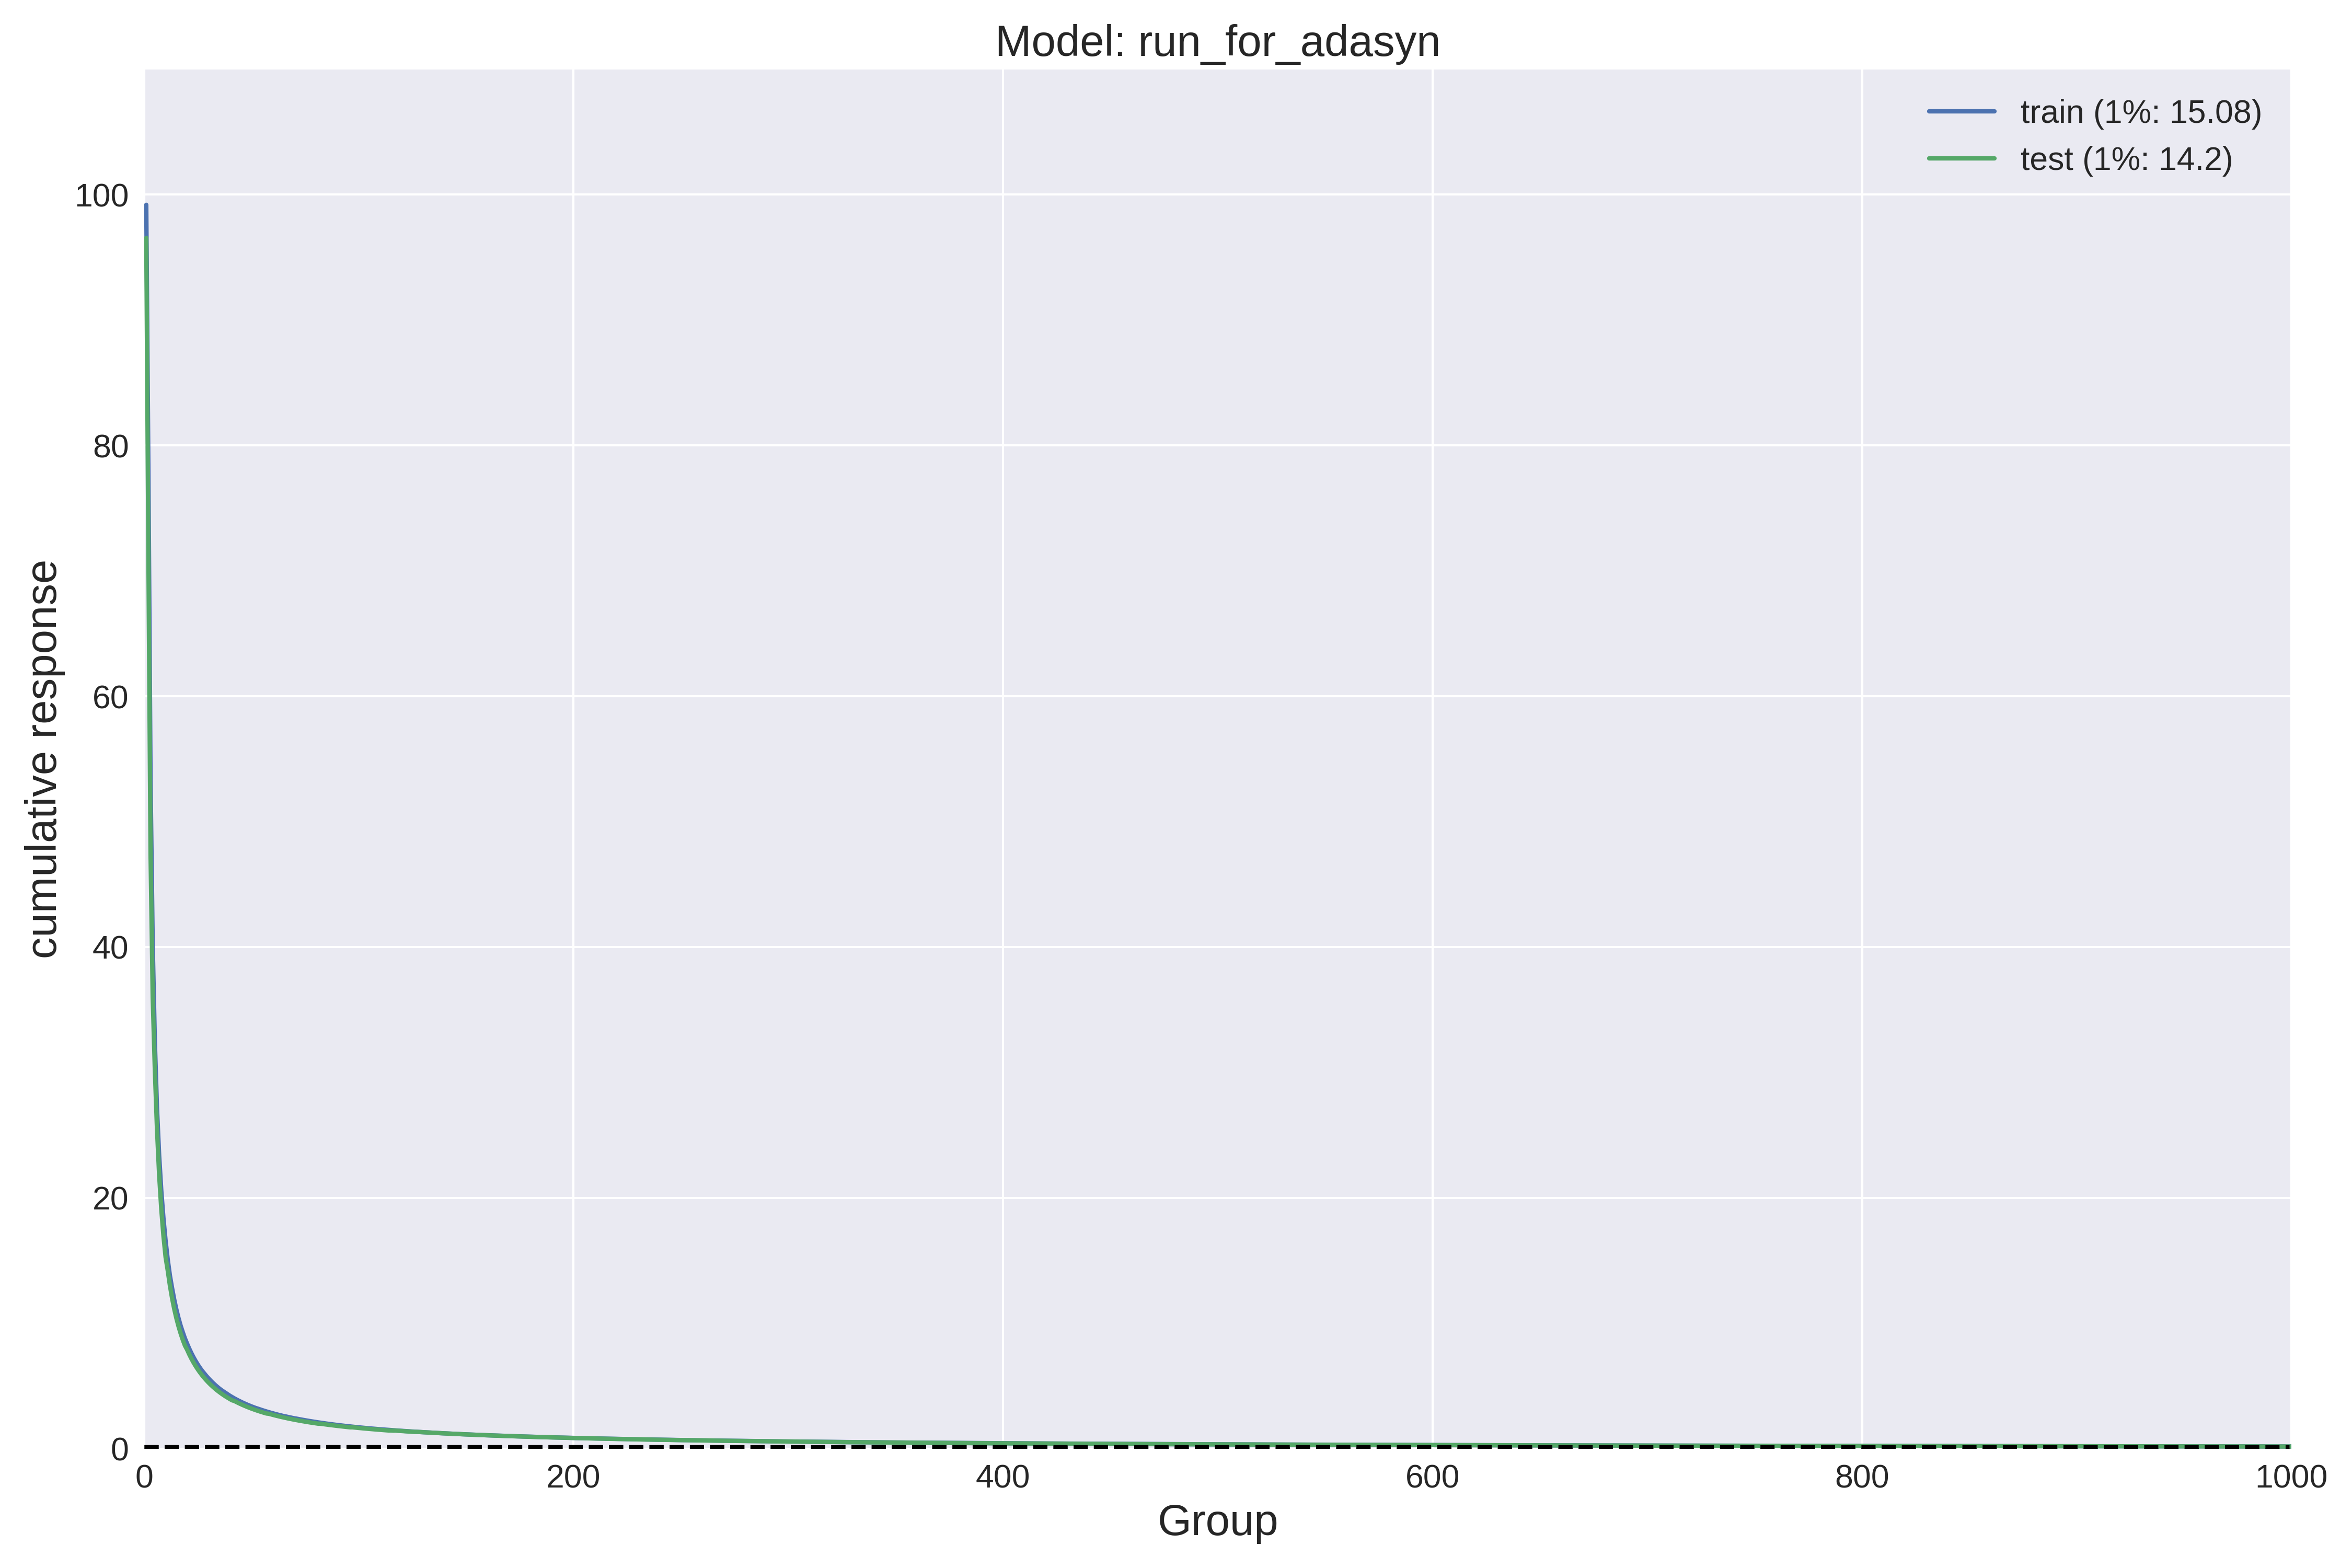 Model: run_for_adasyn
train (1%: 15.08)
test (1%: 14.2)
cumulative response
100
80
60
40
20
0
0 200 400 600 800 1000
Group